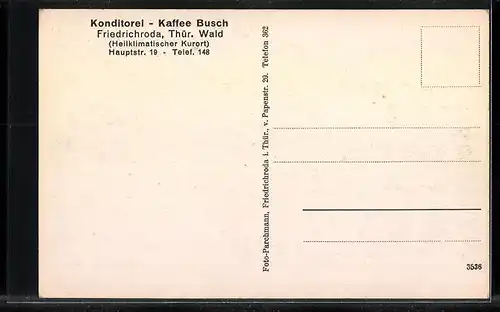 Konditorei - Kaffee Busch
Friedrichroda, Thür. Wald
(Heilklimatischer Kurort)
Hauptstr. 19 - Telef. 148
Foto-Parchmann, Friedrichroda i. Thür., v. Papenstr. 29. Telefon 362
3536